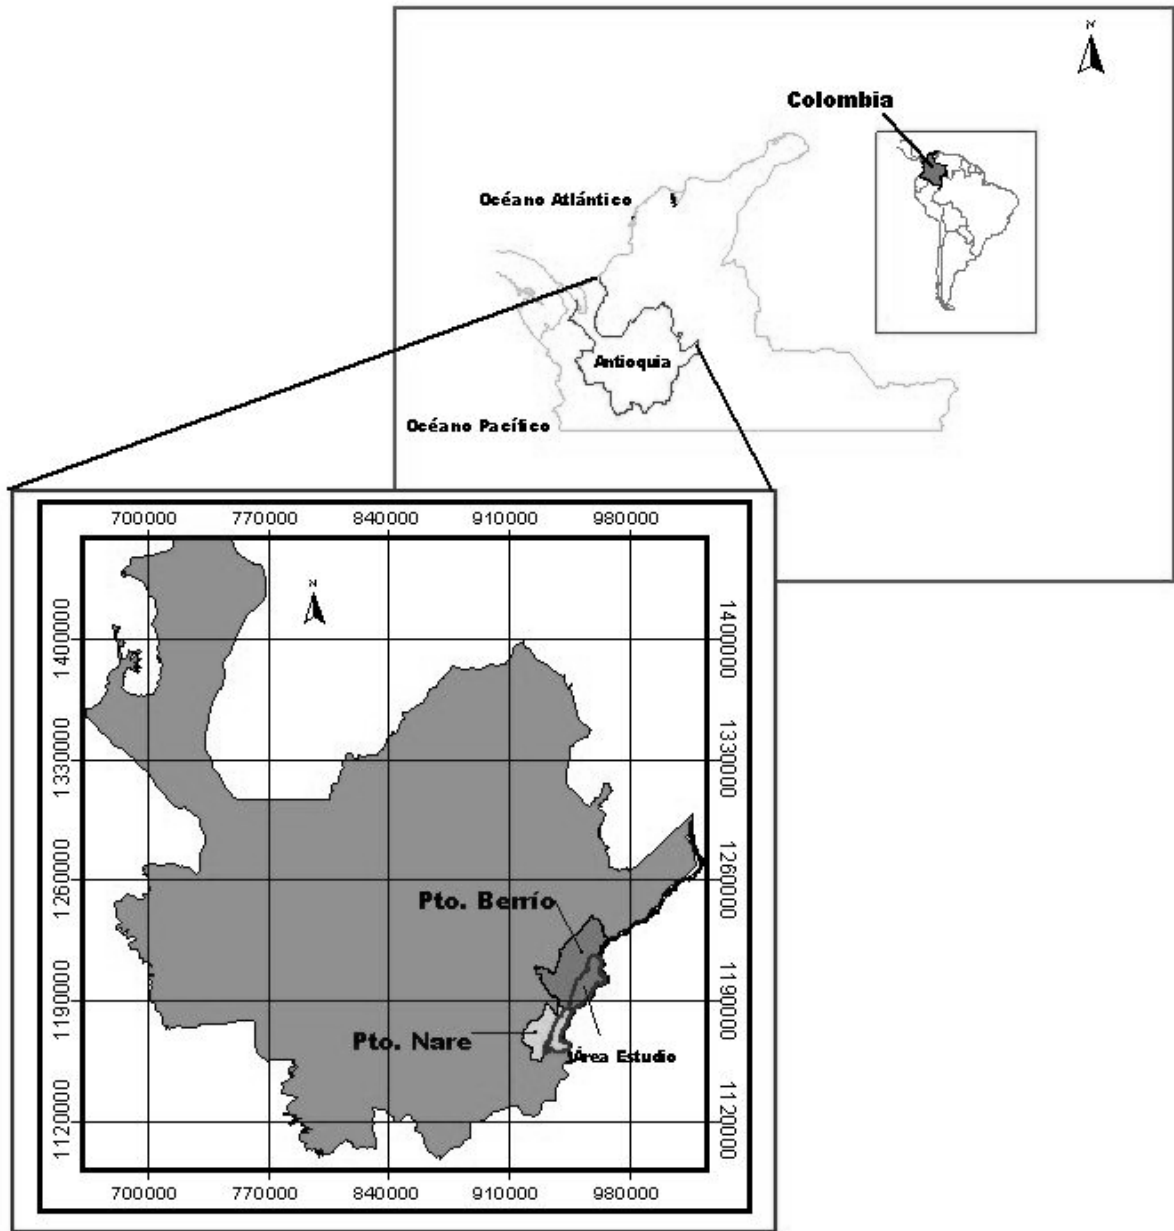 N
Colombia
Océano Atlántico
Antioquia
Océano Pacífico
700000 770000 840000 910000 980000
N
1400000 1400000
1330000 1330000
1260000 1260000
Pto. Berrío
1190000 1190000
Pto. Nare
Área Estudio
1120000 1120000
700000 770000 840000 910000 980000